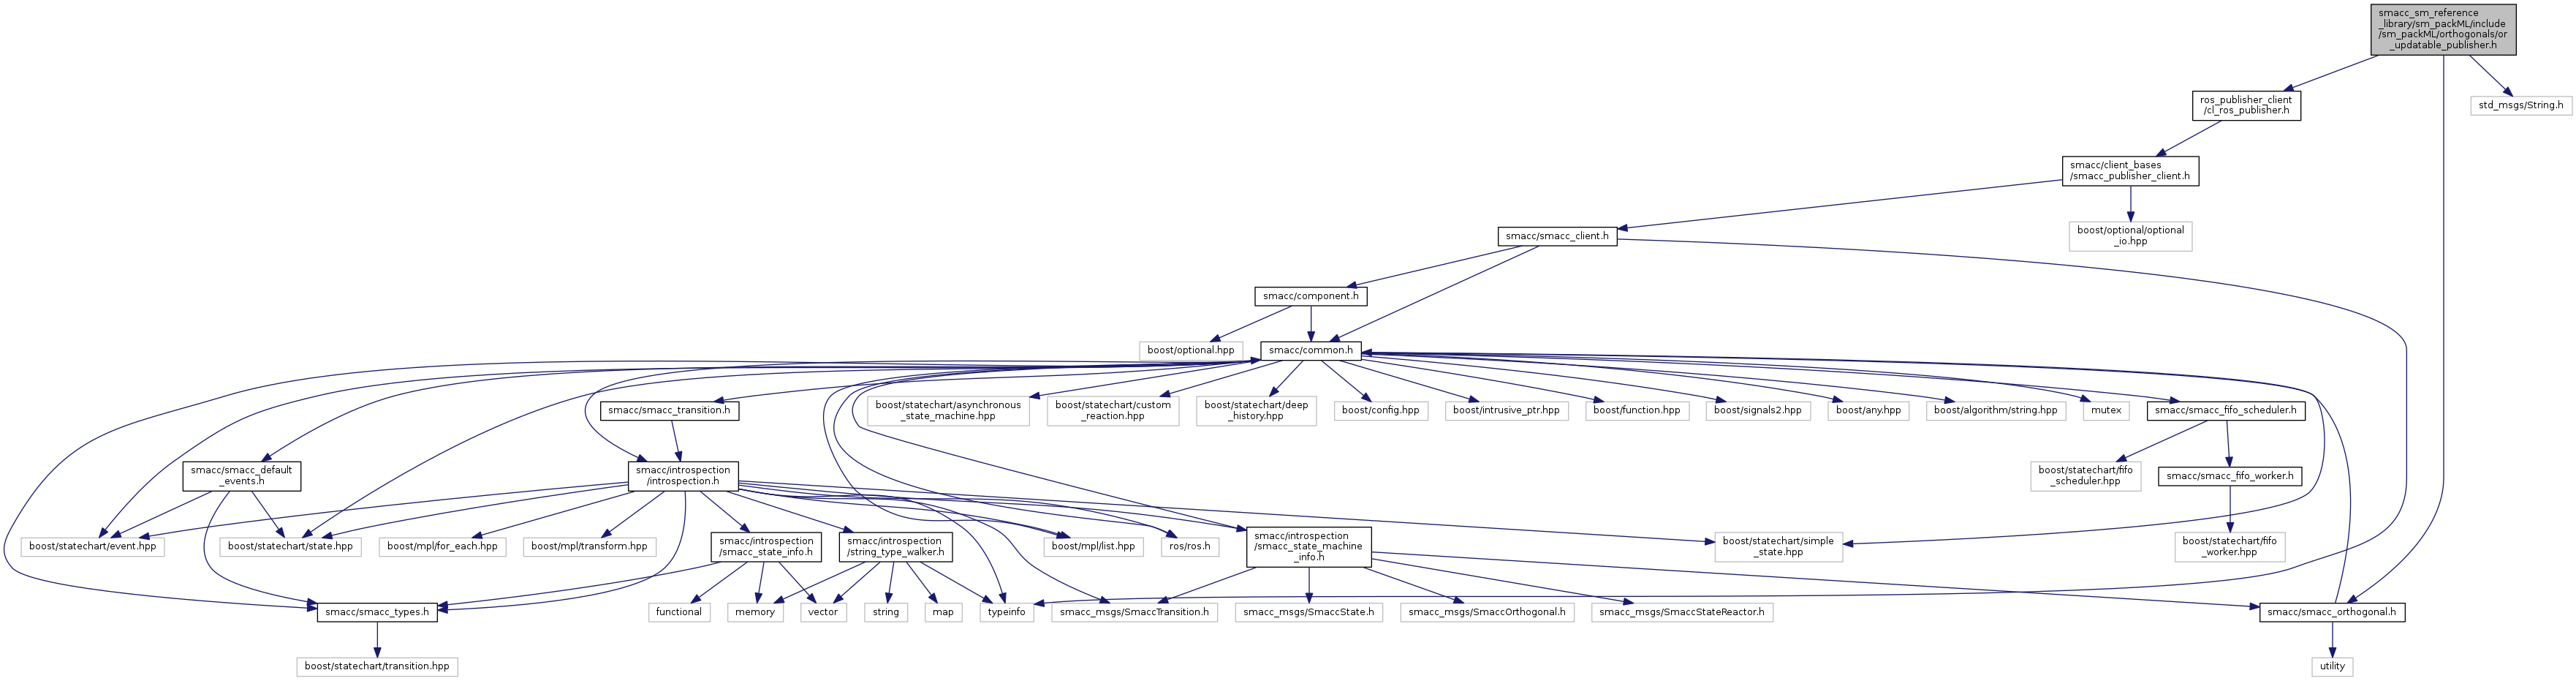 smacc_sm_reference
_library/sm_packML/include
/sm_packML/orthogonals/or
_updatable_publisher.h
ros_publisher_client
/cl_ros_publisher.h
std_msgs/String.h
smacc/client_bases
/smacc_publisher_client.h
smacc/smacc_client.h
boost/optional/optional
_io.hpp
smacc/component.h
boost/optional.hpp
smacc/common.h
smacc/smacc_transition.h
boost/statechart/asynchronous
_state_machine.hpp
boost/statechart/custom
_reaction.hpp
boost/statechart/deep
_history.hpp
boost/config.hpp
boost/intrusive_ptr.hpp
boost/function.hpp
boost/signals2.hpp
boost/any.hpp
boost/algorithm/string.hpp
mutex
smacc/smacc_fifo_scheduler.h
smacc/smacc_default
_events.h
smacc/introspection
/introspection.h
boost/statechart/fifo
_scheduler.hpp
smacc/smacc_fifo_worker.h
boost/statechart/event.hpp
boost/statechart/state.hpp
boost/mpl/for_each.hpp
boost/mpl/transform.hpp
smacc/introspection
/smacc_state_info.h
smacc/introspection
/string_type_walker.h
boost/mpl/list.hpp
ros/ros.h
smacc/introspection
/smacc_state_machine
_info.h
boost/statechart/simple
_state.hpp
boost/statechart/fifo
_worker.hpp
smacc/smacc_types.h
functional
memory
vector
string
map
typeinfo
smacc_msgs/SmaccTransition.h
smacc_msgs/SmaccState.h
smacc_msgs/SmaccOrthogonal.h
smacc_msgs/SmaccStateReactor.h
smacc/smacc_orthogonal.h
boost/statechart/transition.hpp
utility